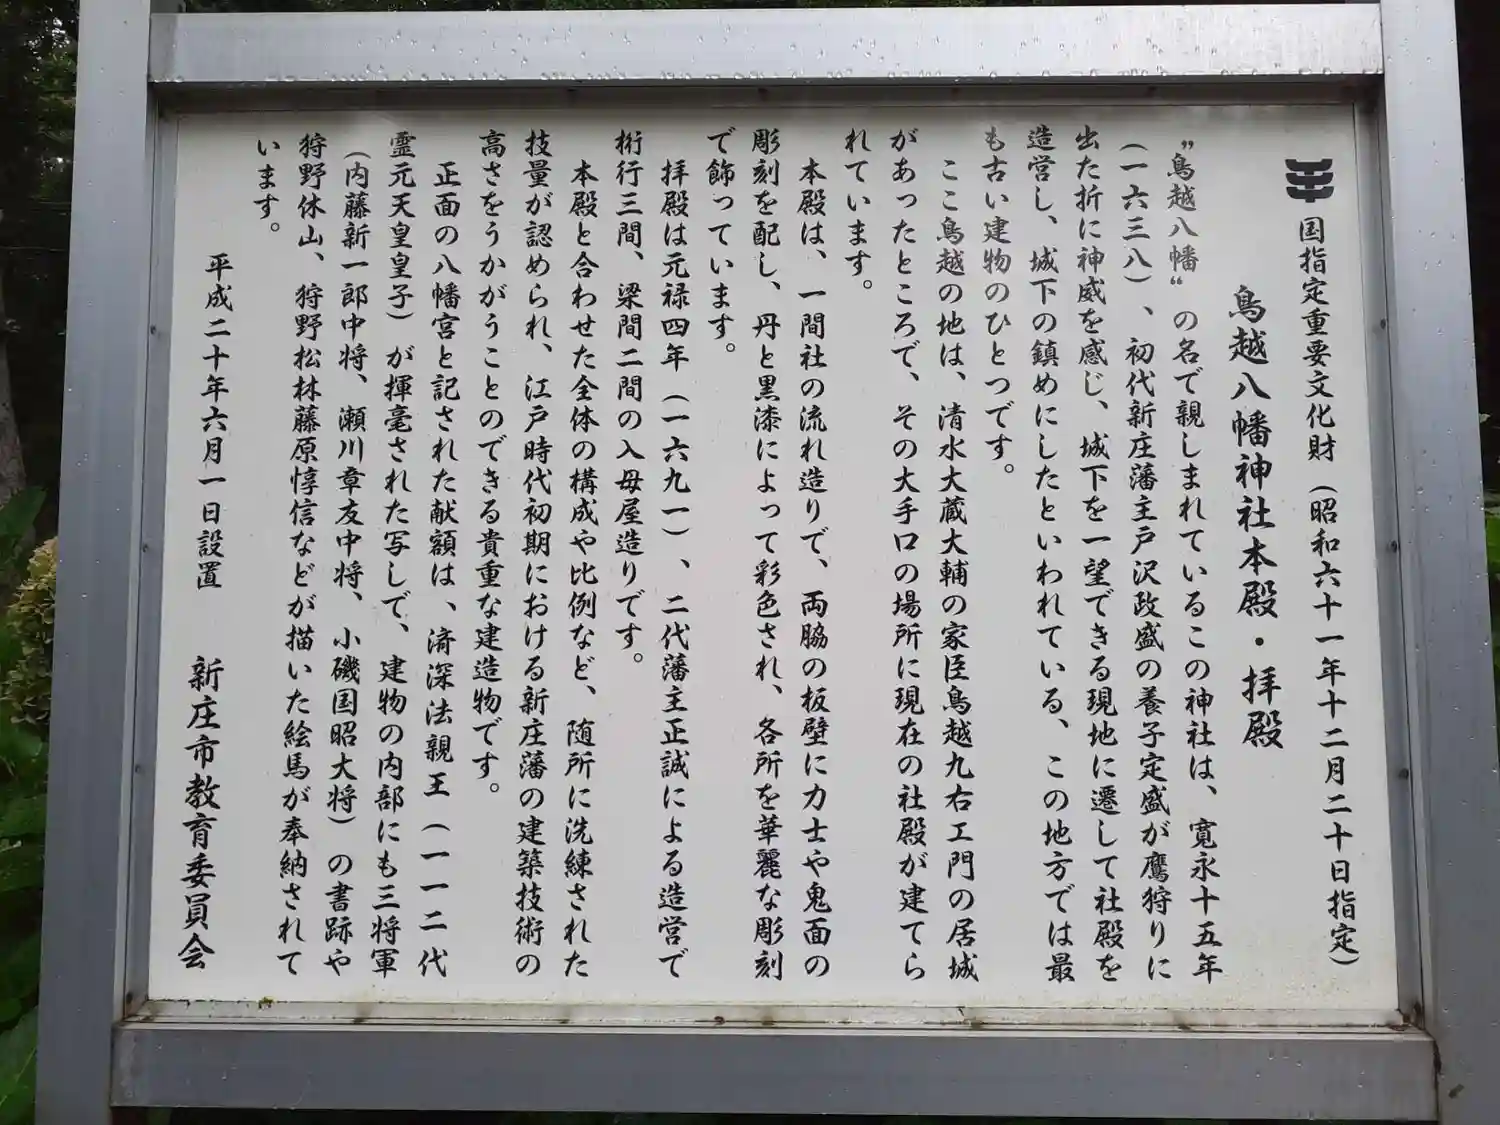 国指定重要文化財（昭和六十一年十二月二十日指定）
鳥越八幡神社本殿・拝殿
〝鳥越八幡〟の名で親しまれているこの神社は、寛永十五年
（一六三八）、初代新庄藩主戸沢政盛の養子定盛が鷹狩りに
出た折に神威を感じ、城下を一望できる現地に遷して社殿を
造営し、城下の鎮めにしたといわれている、この地方では最
も古い建物のひとつです。
ここ鳥越の地は、清水大蔵大輔の家臣鳥越九右エ門の居城
があったところで、その大手口の場所に現在の社殿が建てら
れています。
本殿は、一間社の流れ造りで、両脇の板壁に力士や鬼面の
彫刻を配し、丹と黒漆によって彩色され、各所を華麗な彫刻
で飾っています。
拝殿は元禄四年（一六九一）、二代藩主正誠による造営で
桁行三間、梁間二間の入母屋造りです。
本殿と合わせた全体の構成や比例など、随所に洗練された
技量が認められ、江戸時代初期における新庄藩の建築技術の
高さをうかがうことのできる貴重な建造物です。
正面の八幡宮と記された献額は、済深法親王（一一二代
霊元天皇皇子）が揮毫された写しで、建物の内部にも三将軍
（内藤新一郎中将、瀬川章友中将、小磯国昭大将）の書跡や
狩野休山、狩野松林藤原惇信などが描いた絵馬が奉納されて
います。
平成二十年六月一日設置　新庄市教育委員会